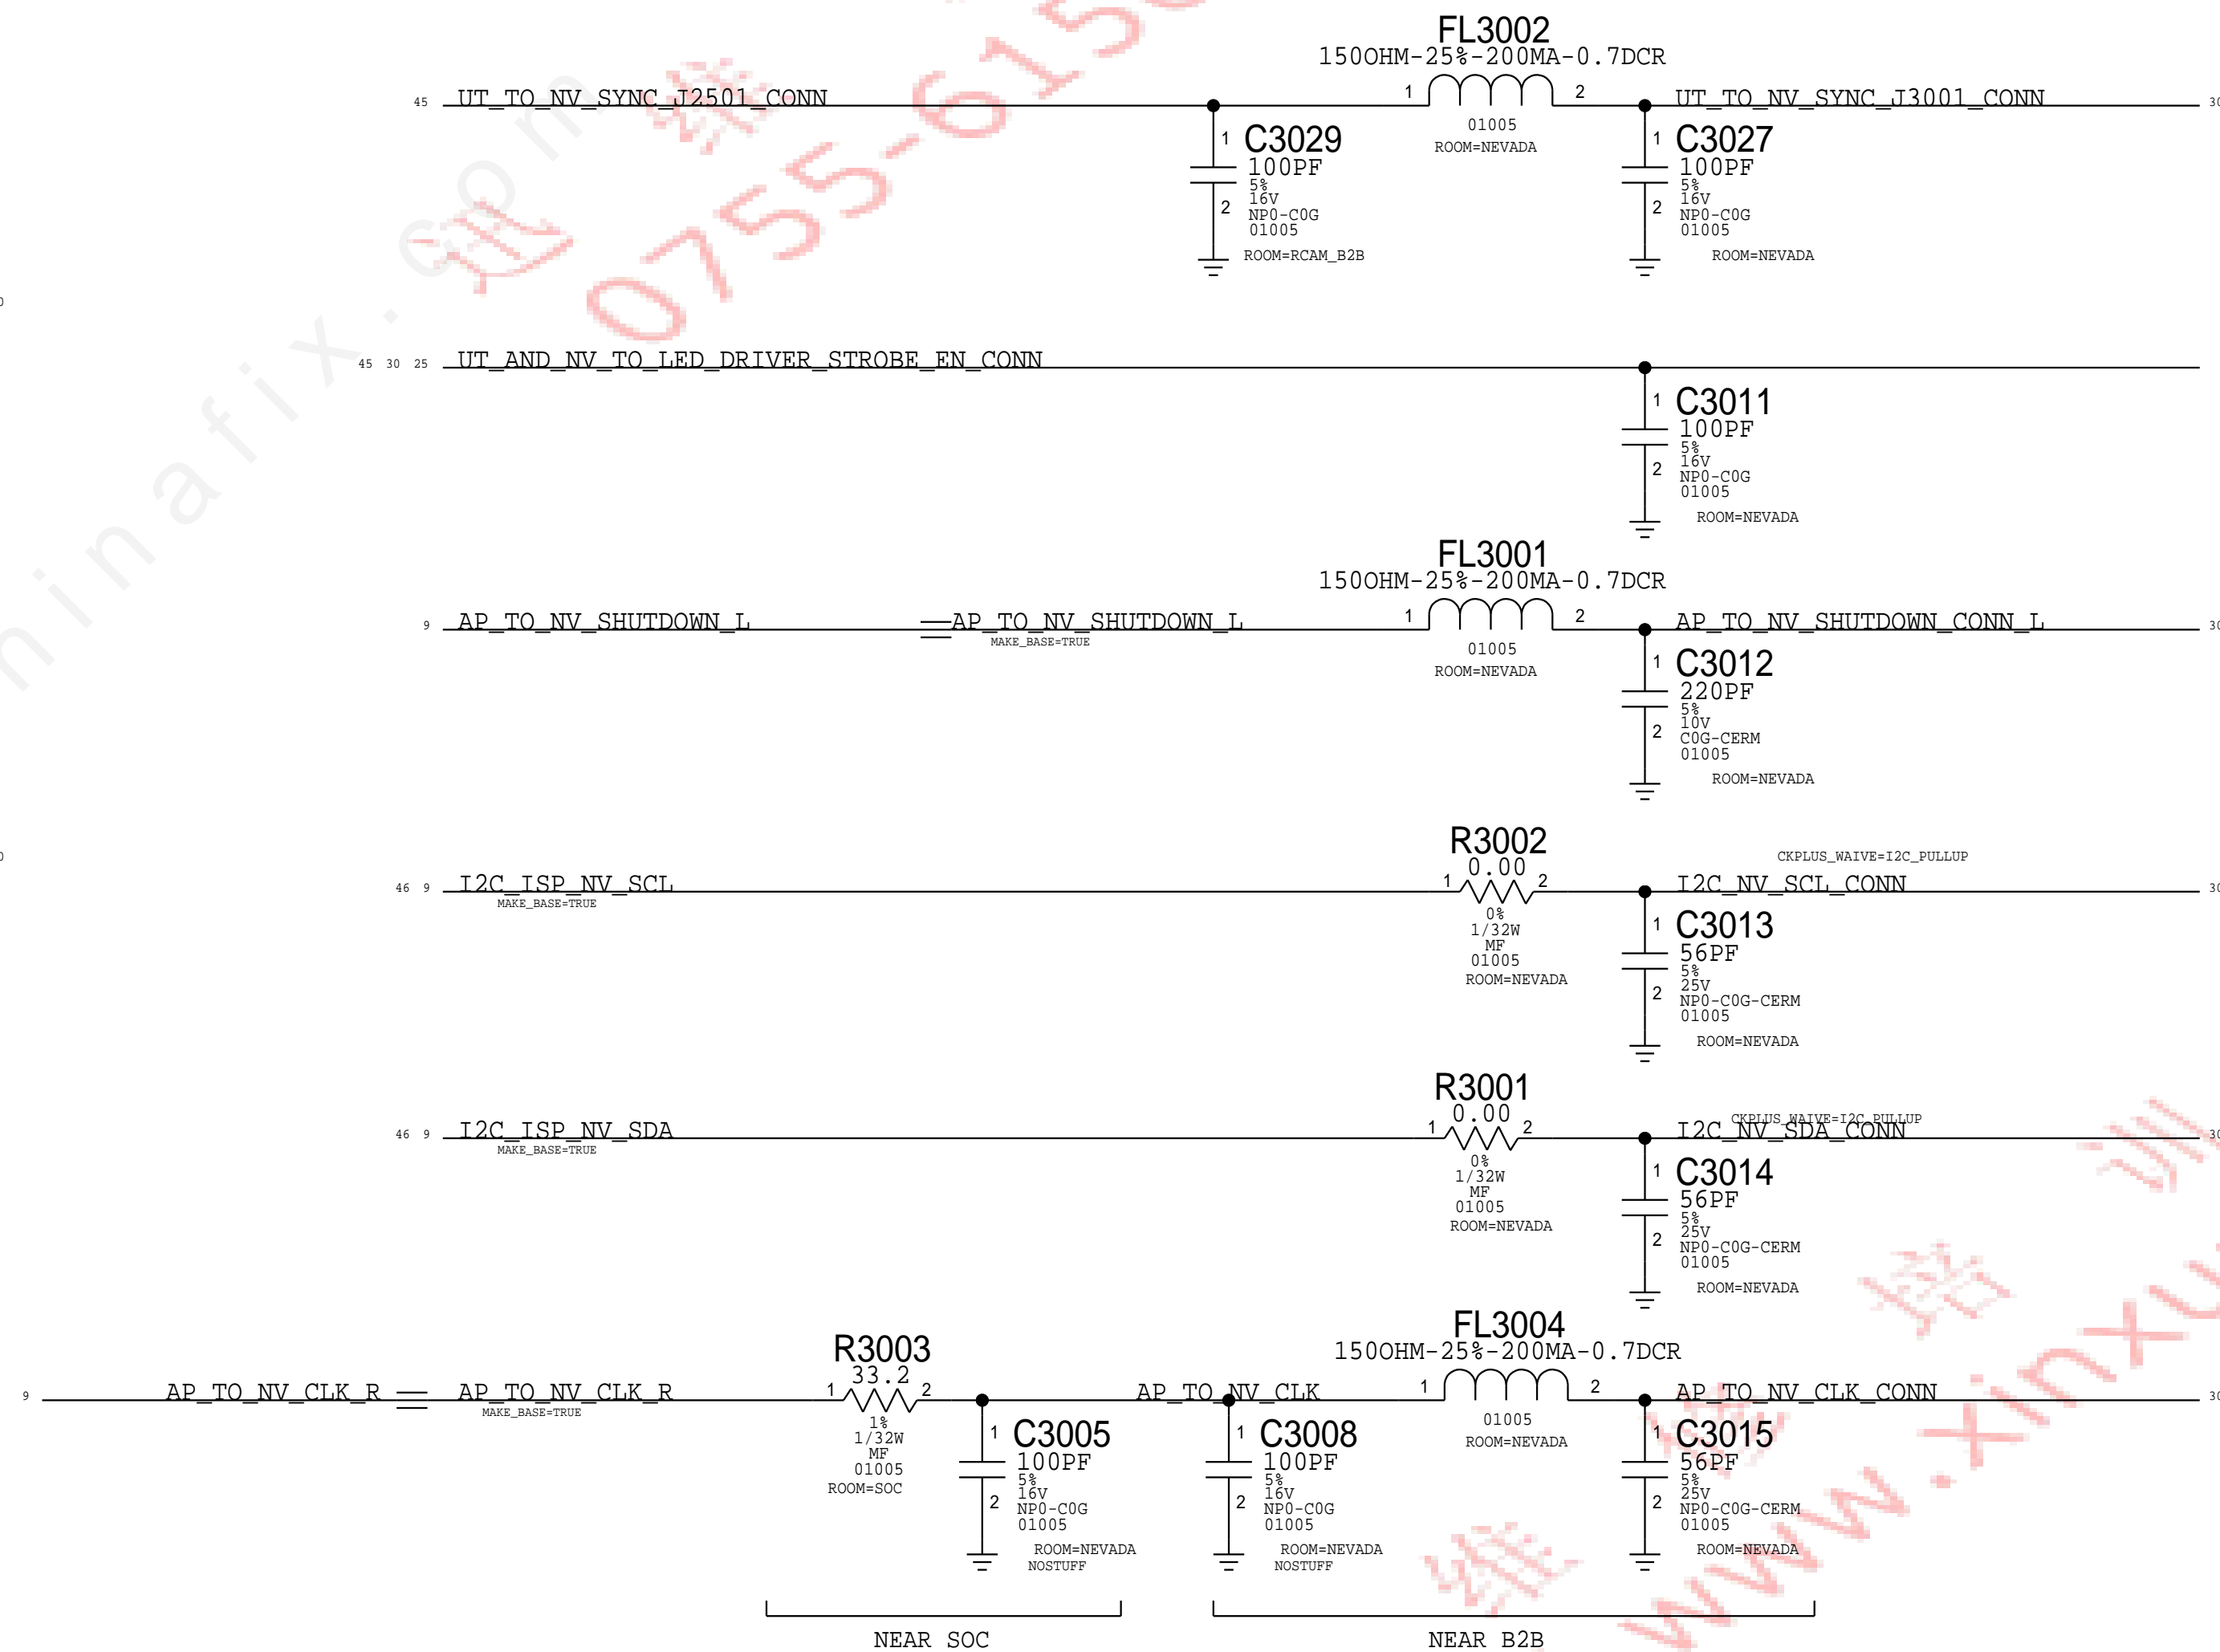 FL3002
150OHM-25%-200MA-0.7DCR
45 UT_TO_NV_SYNC_J2501_CONN
1 2
UT_TO_NV_SYNC_J3001_CONN 30
01005
ROOM=NEVADA
1 C3029
100PF
5%
16V
2 NP0-C0G
01005
ROOM=RCAM_B2B
1 C3027
100PF
5%
16V
2 NP0-C0G
01005
ROOM=NEVADA
45 30 25 UT_AND_NV_TO_LED_DRIVER_STROBE_EN_CONN
1 C3011
100PF
5%
16V
2 NP0-C0G
01005
ROOM=NEVADA
FL3001
150OHM-25%-200MA-0.7DCR
9 AP_TO_NV_SHUTDOWN_L
AP_TO_NV_SHUTDOWN_L
MAKE_BASE=TRUE
1 2
AP_TO_NV_SHUTDOWN_CONN_L 30
01005
ROOM=NEVADA
1 C3012
220PF
5%
10V
2 C0G-CERM
01005
ROOM=NEVADA
R3002
0.00
46 9 I2C_ISP_NV_SCL
MAKE_BASE=TRUE
1 2
CKPLUS_WAIVE=I2C_PULLUP
I2C_NV_SCL_CONN 30
0%
1/32W
MF
01005
ROOM=NEVADA
1 C3013
56PF
5%
25V
2 NP0-C0G-CERM
01005
ROOM=NEVADA
R3001
0.00
46 9 I2C_ISP_NV_SDA
MAKE_BASE=TRUE
1 2
CKPLUS_WAIVE=I2C_PULLUP
I2C_NV_SDA_CONN 30
0%
1/32W
MF
01005
ROOM=NEVADA
1 C3014
56PF
5%
25V
2 NP0-C0G-CERM
01005
ROOM=NEVADA
R3003
33.2
9 AP_TO_NV_CLK_R
AP_TO_NV_CLK_R
MAKE_BASE=TRUE
1 2
1%
1/32W
MF
01005
ROOM=SOC
AP_TO_NV_CLK
FL3004
150OHM-25%-200MA-0.7DCR
1 2
01005
ROOM=NEVADA
AP_TO_NV_CLK_CONN 30
1 C3005
100PF
5%
16V
2 NP0-C0G
01005
ROOM=NEVADA
NOSTUFF
1 C3008
100PF
5%
16V
2 NP0-C0G
01005
ROOM=NEVADA
NOSTUFF
1 C3015
56PF
5%
25V
2 NP0-C0G-CERM
01005
ROOM=NEVADA
NEAR SOC
NEAR B2B
inafix.com
0755-615
www.xinxu